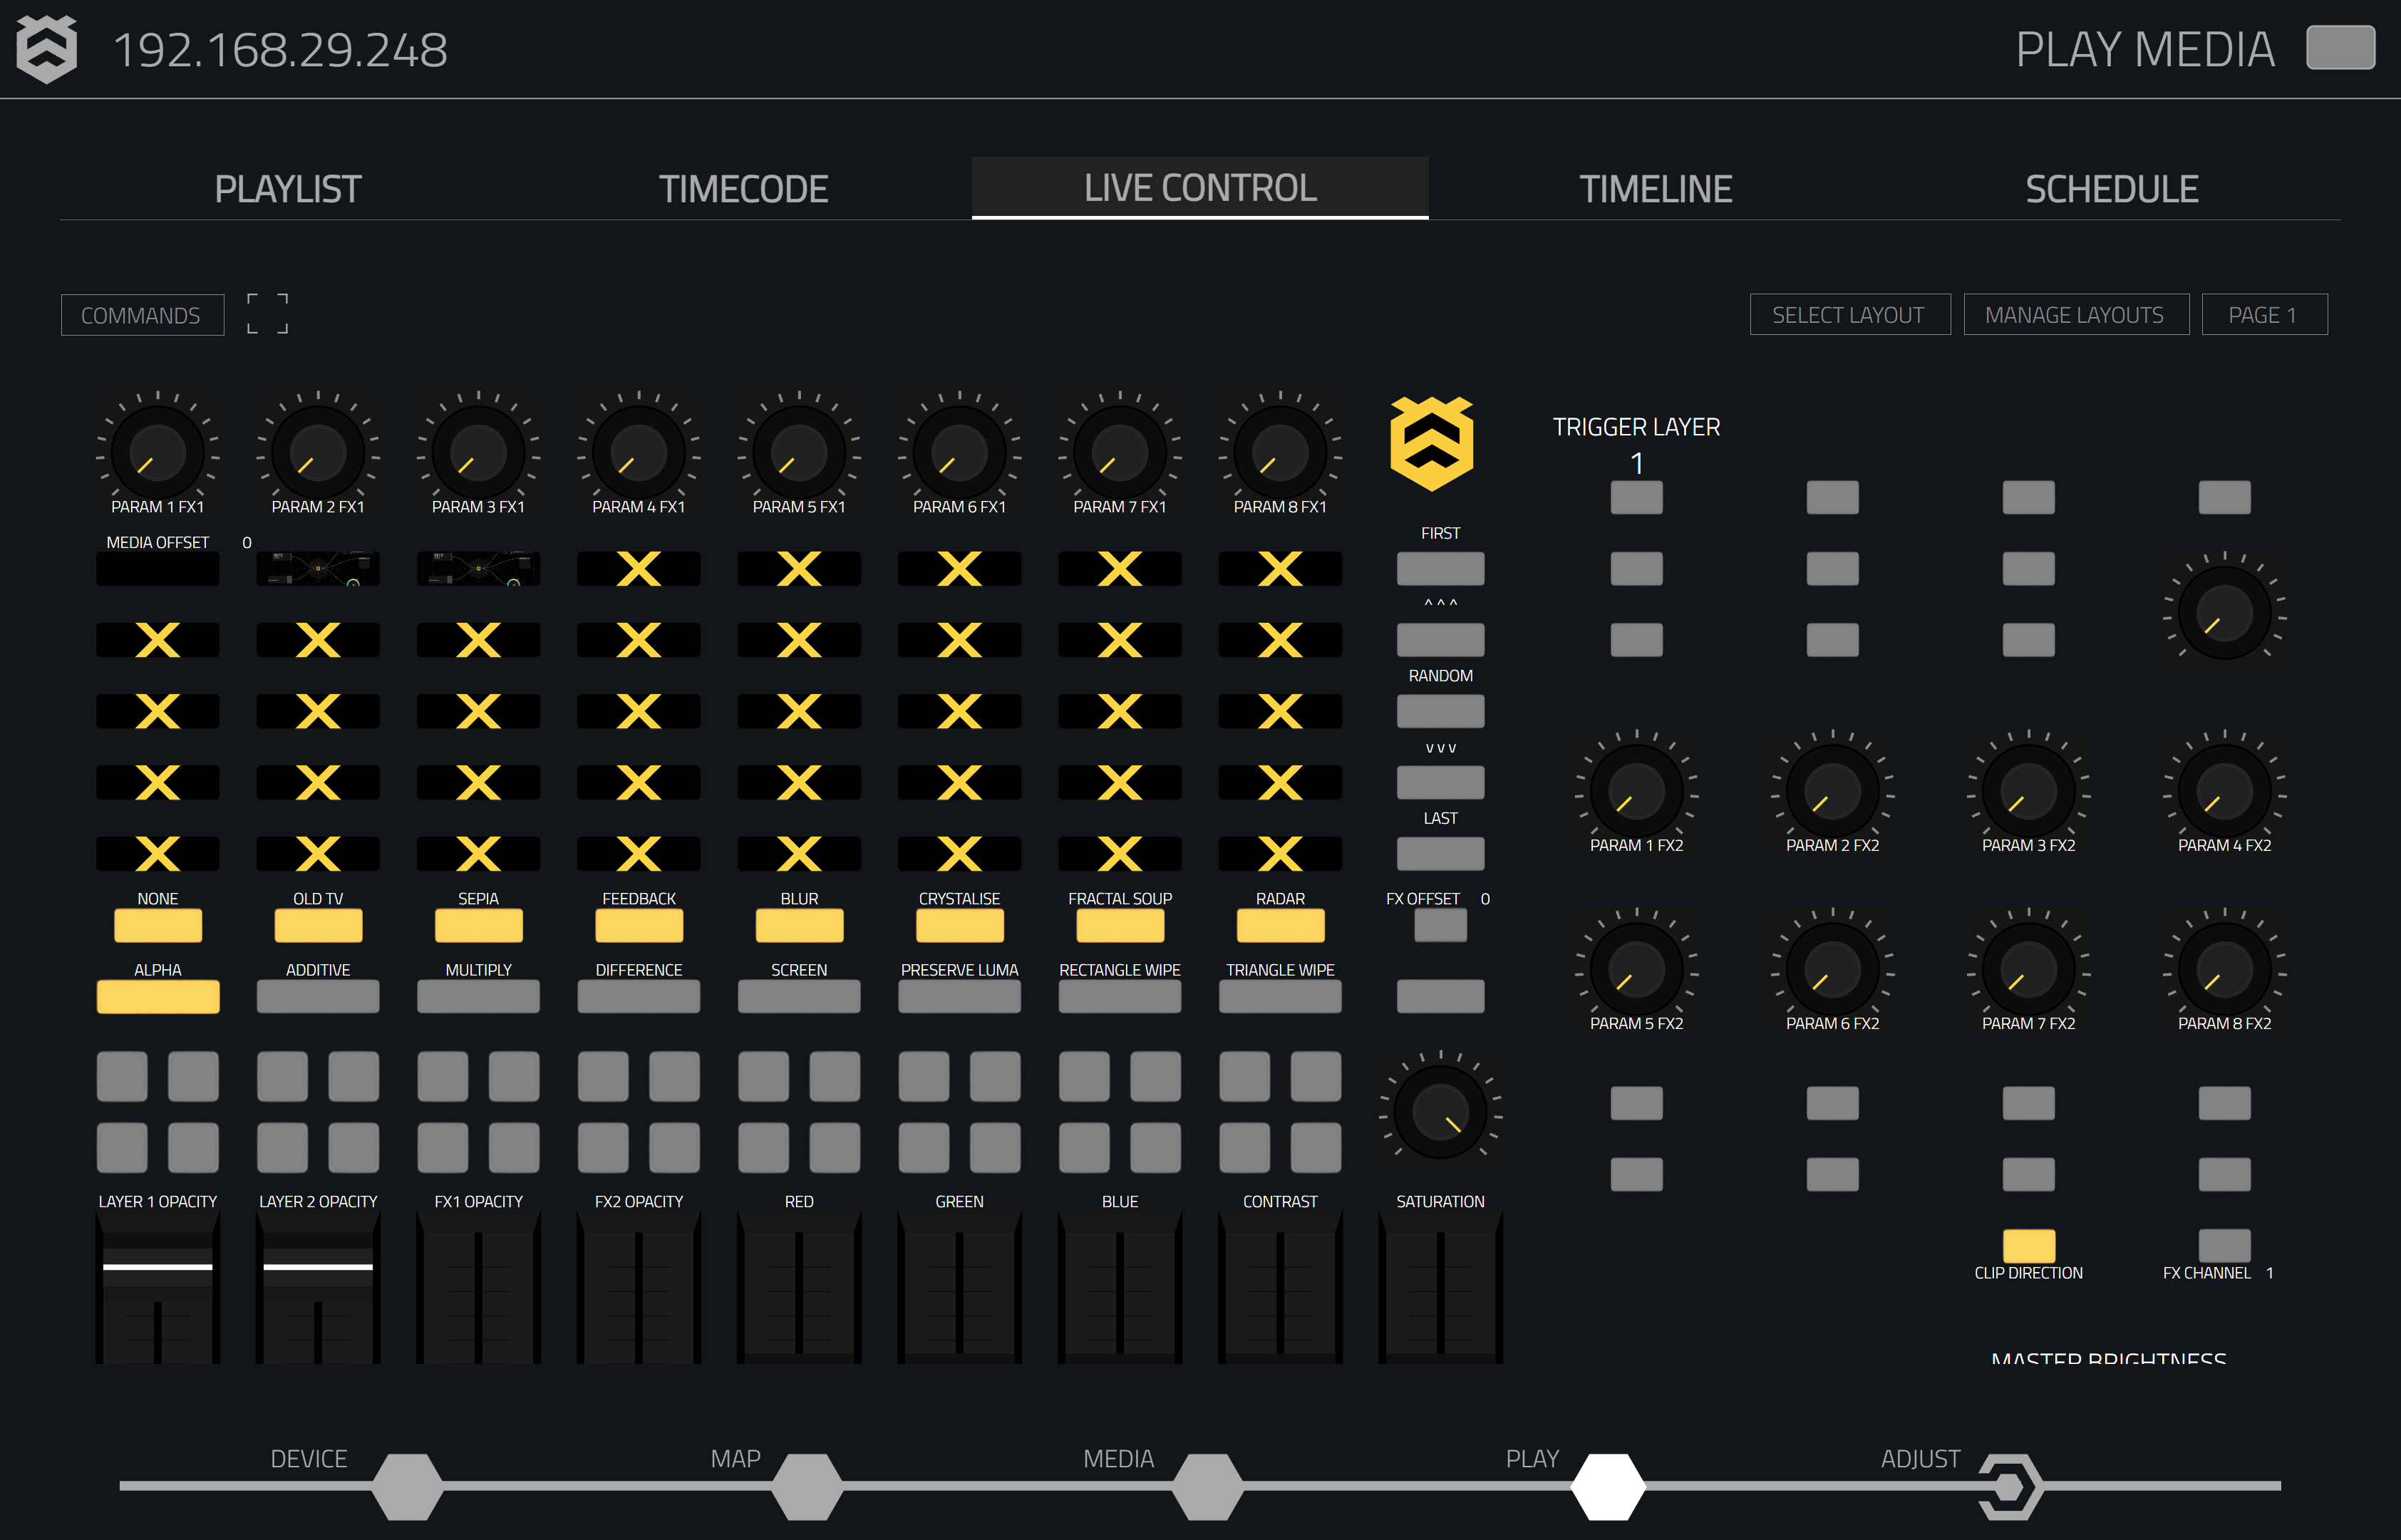 192.168.29.248
PLAY MEDIA
PLAYLIST TIMECODE LIVE CONTROL TIMELINE SCHEDULE
COMMANDS
SELECT LAYOUT MANAGE LAYOUTS PAGE 1
TRIGGER LAYER
1
PARAM 1 FX1 PARAM 2 FX1 PARAM 3 FX1 PARAM 4 FX1 PARAM 5 FX1 PARAM 6 FX1 PARAM 7 FX1 PARAM 8 FX1
MEDIA OFFSET 0
FIRST
^ ^ ^
RANDOM
v v v
LAST
PARAM 1 FX2 PARAM 2 FX2 PARAM 3 FX2 PARAM 4 FX2
NONE OLD TV SEPIA FEEDBACK BLUR CRYSTALISE FRACTAL SOUP RADAR FX OFFSET 0
ALPHA ADDITIVE MULTIPLY DIFFERENCE SCREEN PRESERVE LUMA RECTANGLE WIPE TRIANGLE WIPE
PARAM 5 FX2 PARAM 6 FX2 PARAM 7 FX2 PARAM 8 FX2
LAYER 1 OPACITY LAYER 2 OPACITY FX1 OPACITY FX2 OPACITY RED GREEN BLUE CONTRAST SATURATION
CLIP DIRECTION FX CHANNEL 1
MASTER BRIGHTNESS
DEVICE MAP MEDIA PLAY ADJUST